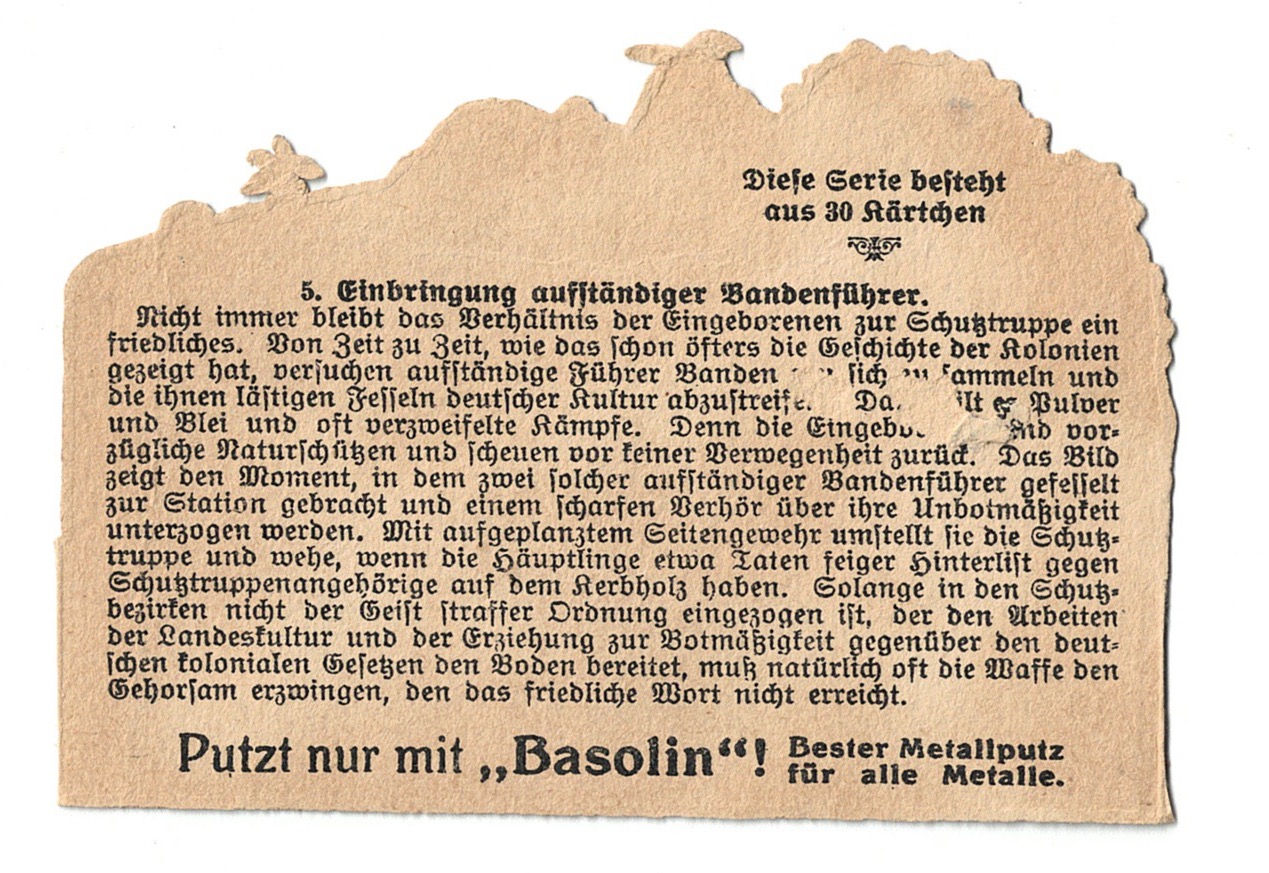 Diese Serie besteht
aus 30 Kärtchen
5. Einbringung aufständiger Bandenführer.
Nicht immer bleibt das Verhältnis der Eingeborenen zur Schutztruppe ein
friedliches. Von Zeit zu Zeit, wie das schon öfters die Geschichte der Kolonien
gezeigt hat, versuchen aufständige Führer Banden sich sammeln und
die ihnen lästigen Fesseln deutscher Kultur es Pulver
und Blei und oft verzweifelte Kämpfe. Denn die vor-
zügliche Naturschützen und scheuen vor keiner Verwegenheit zurück. Das Bild
zeigt den Moment, in dem zwei solcher aufständiger Bandenführer gefesselt
zur Station gebracht und einem scharfen Verhör über ihre Unbotmäßigkeit
unterzogen werden. Mit aufgeplanztem Seitengewehr umstellt sie die Schutz-
truppe und wehe, wenn die Häuptlinge etwa Taten feiger Hinterlist gegen
Schutztruppenangehörige auf dem Kerbholz haben. Solange in den Schutz-
bezirken nicht der Geist straffer Ordnung eingezogen ist, der den Arbeiten
der Landeskultur und der Erziehung zur Botmäßigkeit gegenüber den deut-
schen kolonialen Gesetzen den Boden bereitet, muß natürlich oft die Waffe den
Gehorsam erzwingen, den das friedliche Wort nicht erreicht.
Putzt nur mit „Basolin“! Bester Metallputz
für alle Metalle.